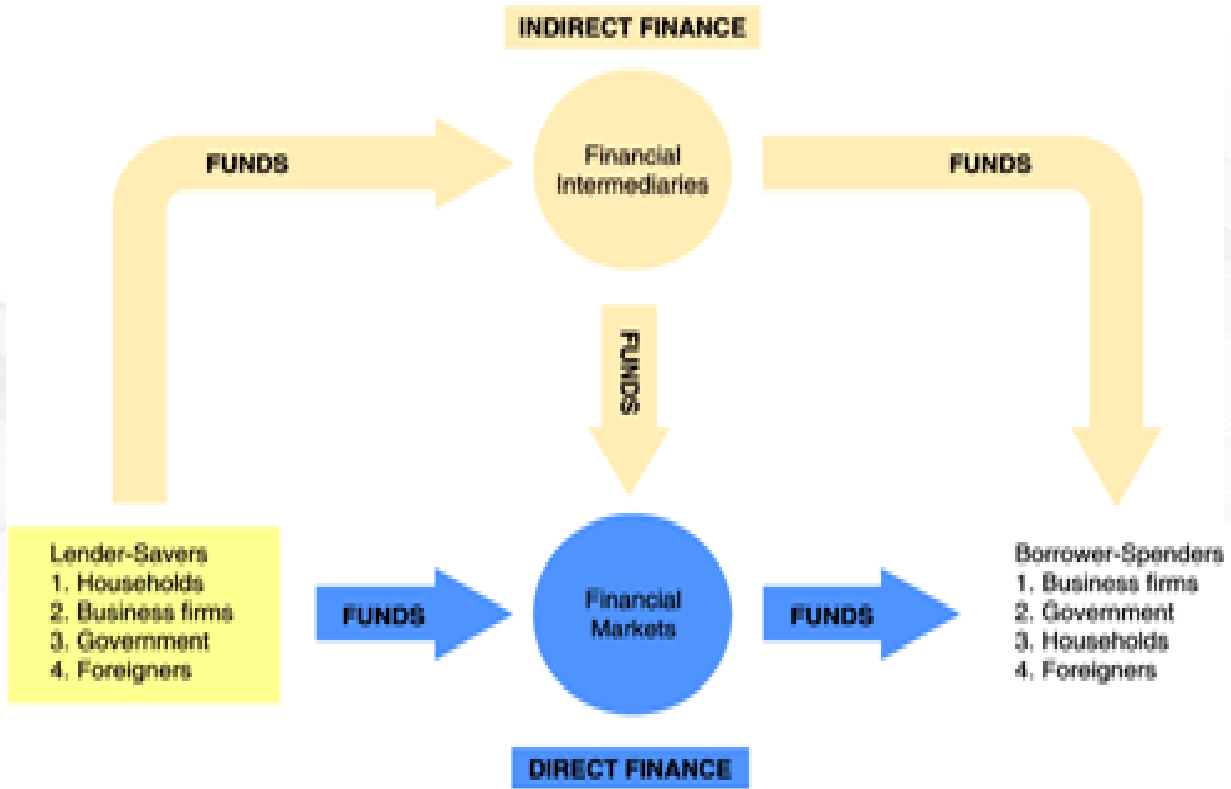 INDIRECT FINANCE
FUNDS
Financial
Intermediaries
FUNDS
FUNDS
Lender-Savers
1. Households
2. Business firms
3. Government
4. Foreigners
FUNDS
Financial
Markets
FUNDS
Borrower-Spenders
1. Business firms
2. Government
3. Households
4. Foreigners
DIRECT FINANCE